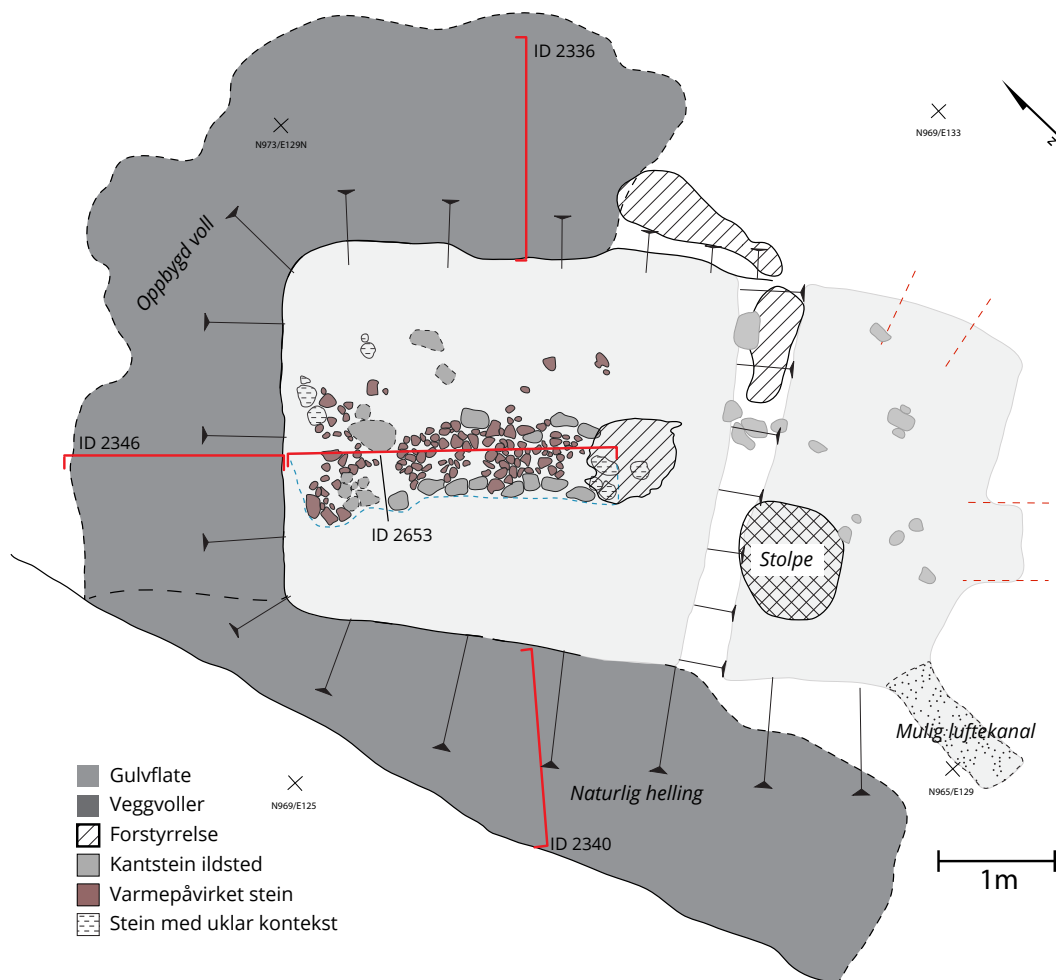 ID 2336
N973/E129N
N969/E133
N
Oppbygd voll
ID 2346
ID 2653
Stolpe
Mulig luftekanal
Naturlig helling
N969/E125
N965/E129
ID 2340
1m
Gulvflate
Veggvoller
Forstyrrelse
Kantstein ildsted
Varmepåvirket stein
Stein med uklar kontekst